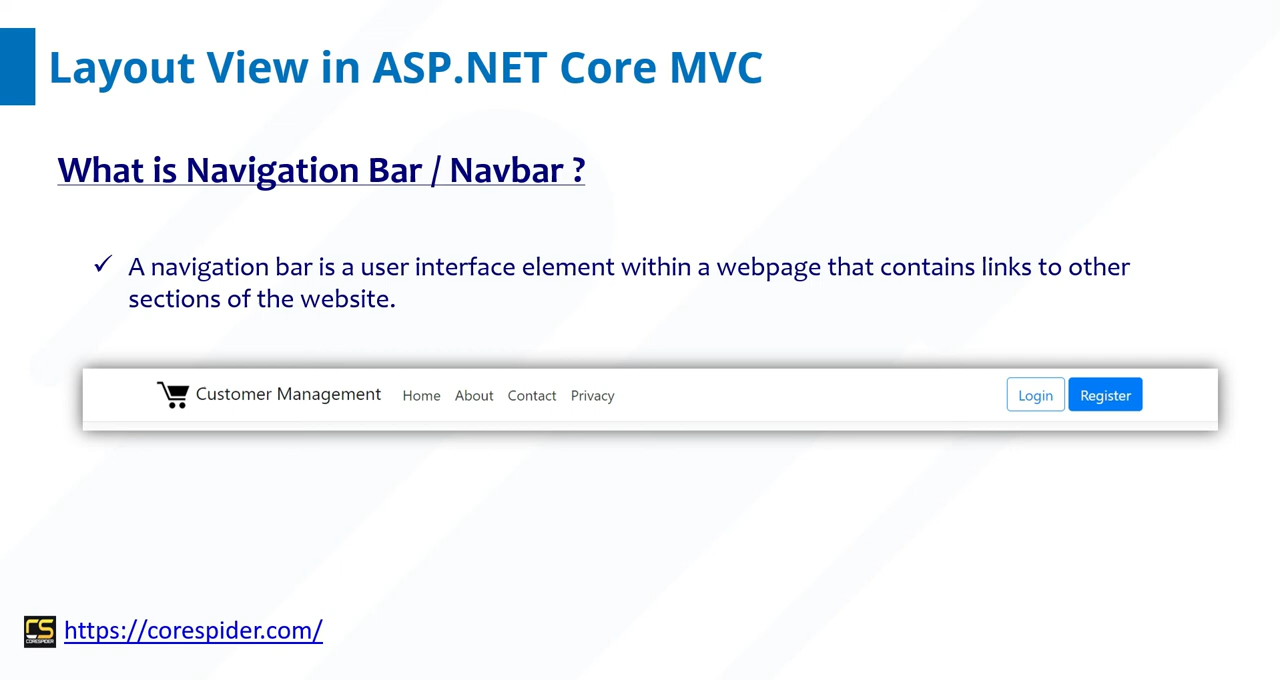 Layout View in ASP.NET Core MVC
What is Navigation Bar / Navbar ?
✓ A navigation bar is a user interface element within a webpage that contains links to other
sections of the website.
Customer Management Home About Contact Privacy Login Register
CS CORESPIDER https://corespider.com/